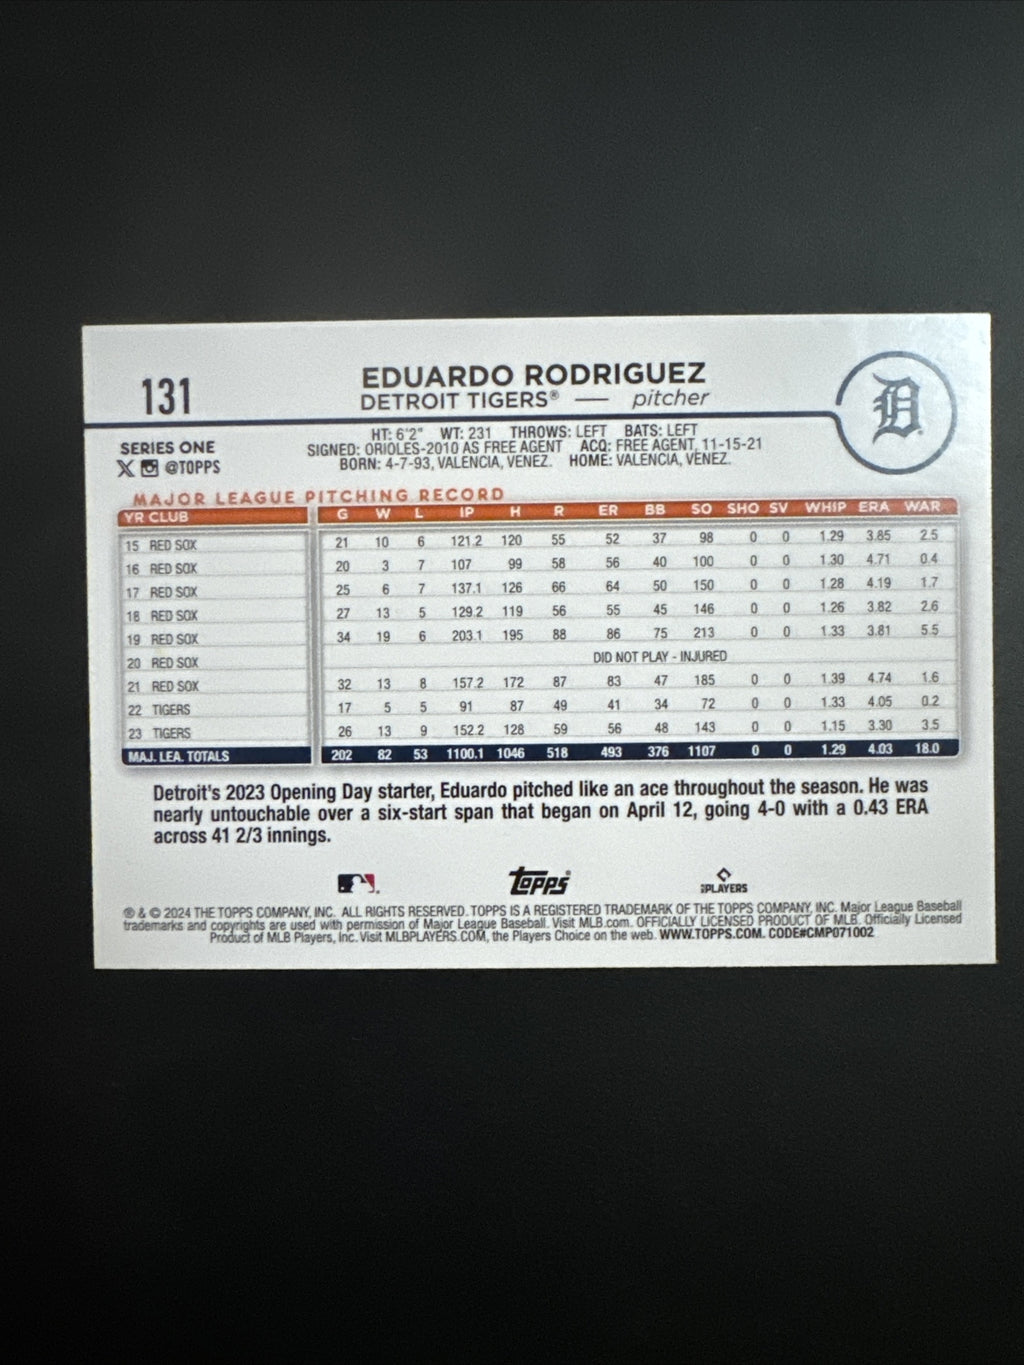 131
EDUARDO RODRIGUEZ
DETROIT TIGERS® — pitcher
D
HT: 6'2" WT: 231 THROWS: LEFT BATS: LEFT
SERIES ONE
SIGNED: ORIOLES-2010 AS FREE AGENT ACQ: FREE AGENT, 11-15-21
@TOPPS
BORN: 4-7-93, VALENCIA, VENEZ. HOME: VALENCIA, VENEZ.
MAJOR LEAGUE PITCHING RECORD
YR CLUB G W L IP H R ER BB SO SHO SV WHIP ERA WAR
15 RED SOX 21 10 6 121.2 120 55 52 37 98 0 0 1.29 3.85 2.5
16 RED SOX 20 3 7 107 99 58 56 40 100 0 0 1.30 4.71 0.4
17 RED SOX 25 6 7 137.1 126 66 64 50 150 0 0 1.28 4.19 1.7
18 RED SOX 27 13 5 129.2 119 56 55 45 146 0 0 1.26 3.82 2.6
19 RED SOX 34 19 6 203.1 195 88 86 75 213 0 0 1.33 3.81 5.5
20 RED SOX DID NOT PLAY - INJURED
21 RED SOX 32 13 8 157.2 172 87 83 47 185 0 0 1.39 4.74 1.6
22 TIGERS 17 5 5 91 87 49 41 34 72 0 0 1.33 4.05 0.2
23 TIGERS 26 13 9 152.2 128 59 56 48 143 0 0 1.15 3.30 3.5
MAJ. LEA. TOTALS 202 82 53 1100.1 1046 518 493 376 1107 0 0 1.29 4.03 18.0
Detroit's 2023 Opening Day starter, Eduardo pitched like an ace throughout the season. He was
nearly untouchable over a six-start span that began on April 12, going 4-0 with a 0.43 ERA
across 41 2/3 innings.
topps®
PLAYERS
® & © 2024 THE TOPPS COMPANY, INC. ALL RIGHTS RESERVED. TOPPS IS A REGISTERED TRADEMARK OF THE TOPPS COMPANY, INC. Major League Baseball
trademarks and copyrights are used with permission of Major League Baseball. Visit MLB.com. OFFICIALLY LICENSED PRODUCT OF MLB. Officially Licensed
Product of MLB Players, Inc. Visit MLBPLAYERS.COM, the Players Choice on the web. WWW.TOPPS.COM. CODE#CMP071002